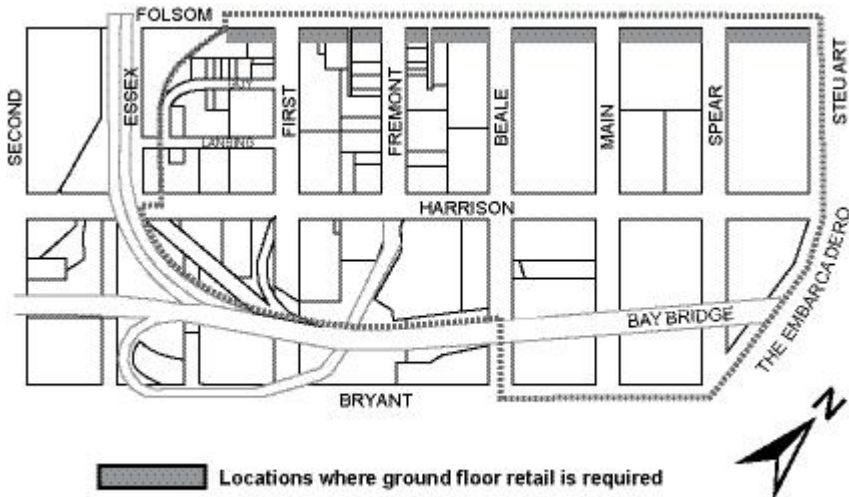 FOLSOM
SECOND
ESSEX
GUY
FIRST
FREMONT
BEALE
MAIN
SPEAR
STEUART
LANSING
HARRISON
BAY BRIDGE
THE EMBARCADERO
BRYANT
N
Locations where ground floor retail is required